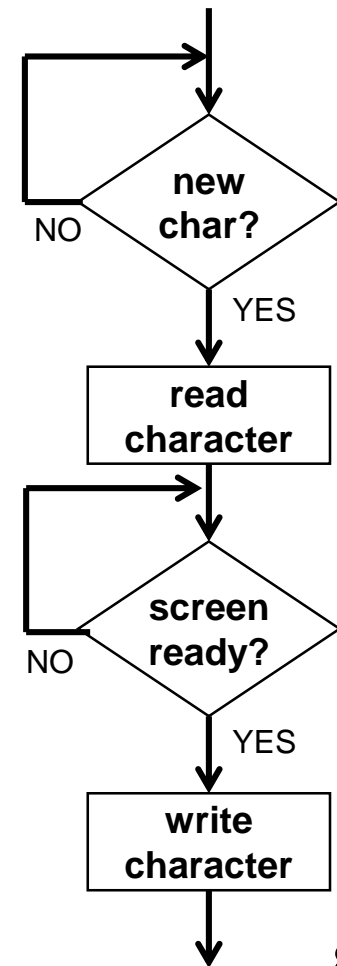 new
char?
NO
YES
read
character
screen
ready?
NO
YES
write
character